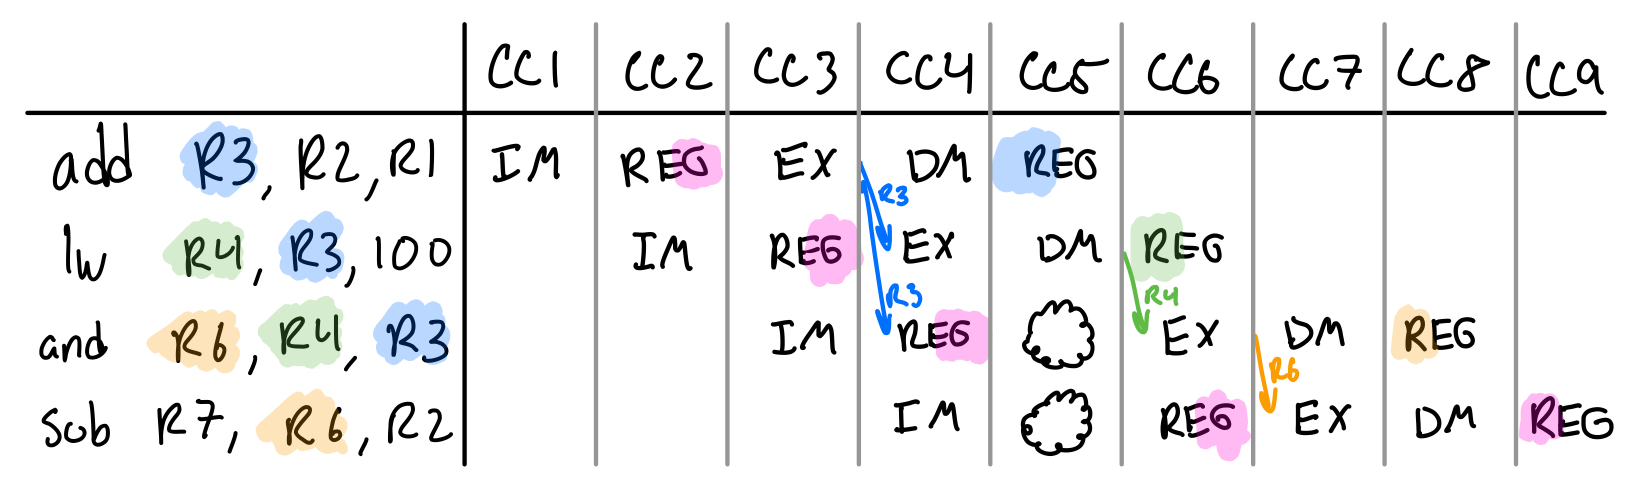 CC1 CC2 CC3 CC4 CC5 CC6 CC7 CC8 CC9
add R3, R2, R1 IM REG EX DM REG
R3
lw R4, R3, 100 IM REG EX DM REG
R3 R4
and R6, R4, R3 IM REG EX DM REG
R6
sub R7, R6, R2 IM REG EX DM REG